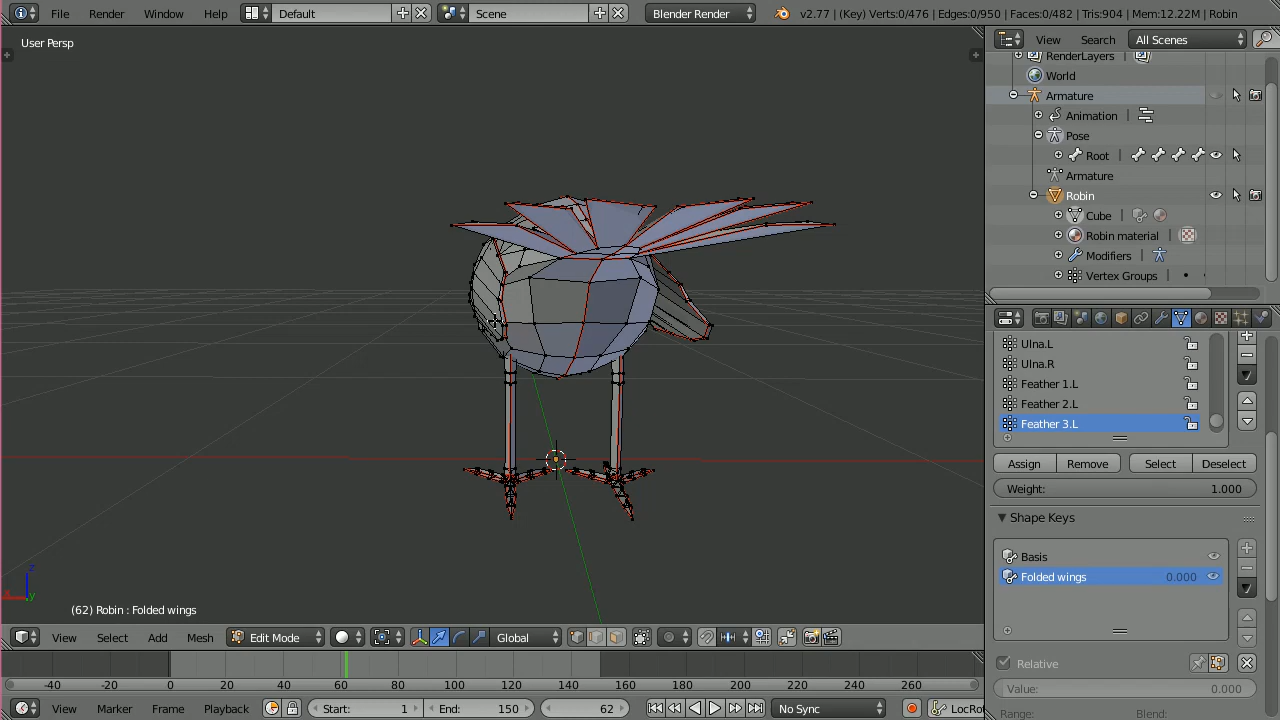 File Render Window Help Default Scene Blender Render v2.77 | (Key) Verts:0/476 | Edges:0/950 | Faces:0/482 | Tris:904 | Mem:12.22M | Robin
User Persp
View Search All Scenes
RenderLayers
World
Armature
Animation
Pose
Root
Armature
Robin
Cube
Robin material
Modifiers
Vertex Groups
Ulna.L
Ulna.R
Feather 1.L
Feather 2.L
Feather 3.L
Assign Remove Select Deselect
Weight: 1.000
Shape Keys
Basis
Folded wings 0.000
Relative
Value: 0.000
Range: Blend:
x y z
(62) Robin : Folded wings
View Select Add Mesh Edit Mode Global
-40 -20 0 20 40 60 80 100 120 140 160 180 200 220 240 260
View Marker Frame Playback Start: 1 End: 150 62 No Sync LocRo